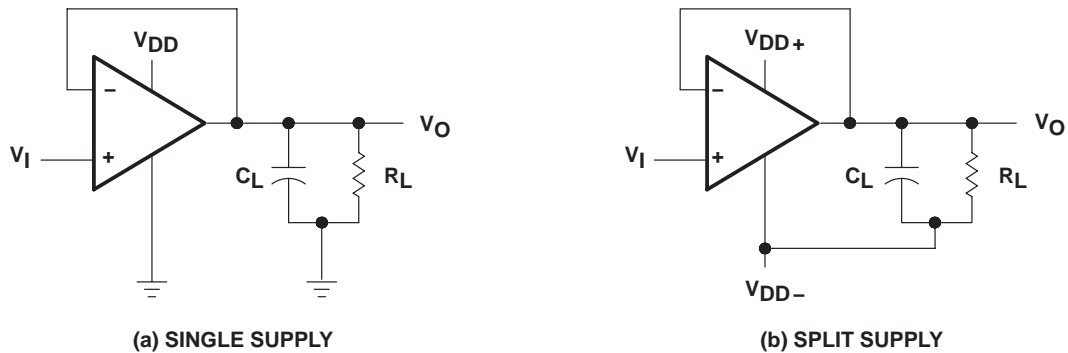 VDD
−
VI
+
VO
CL
RL
(a) SINGLE SUPPLY
VDD+
−
VI
+
VO
CL
RL
VDD−
(b) SPLIT SUPPLY